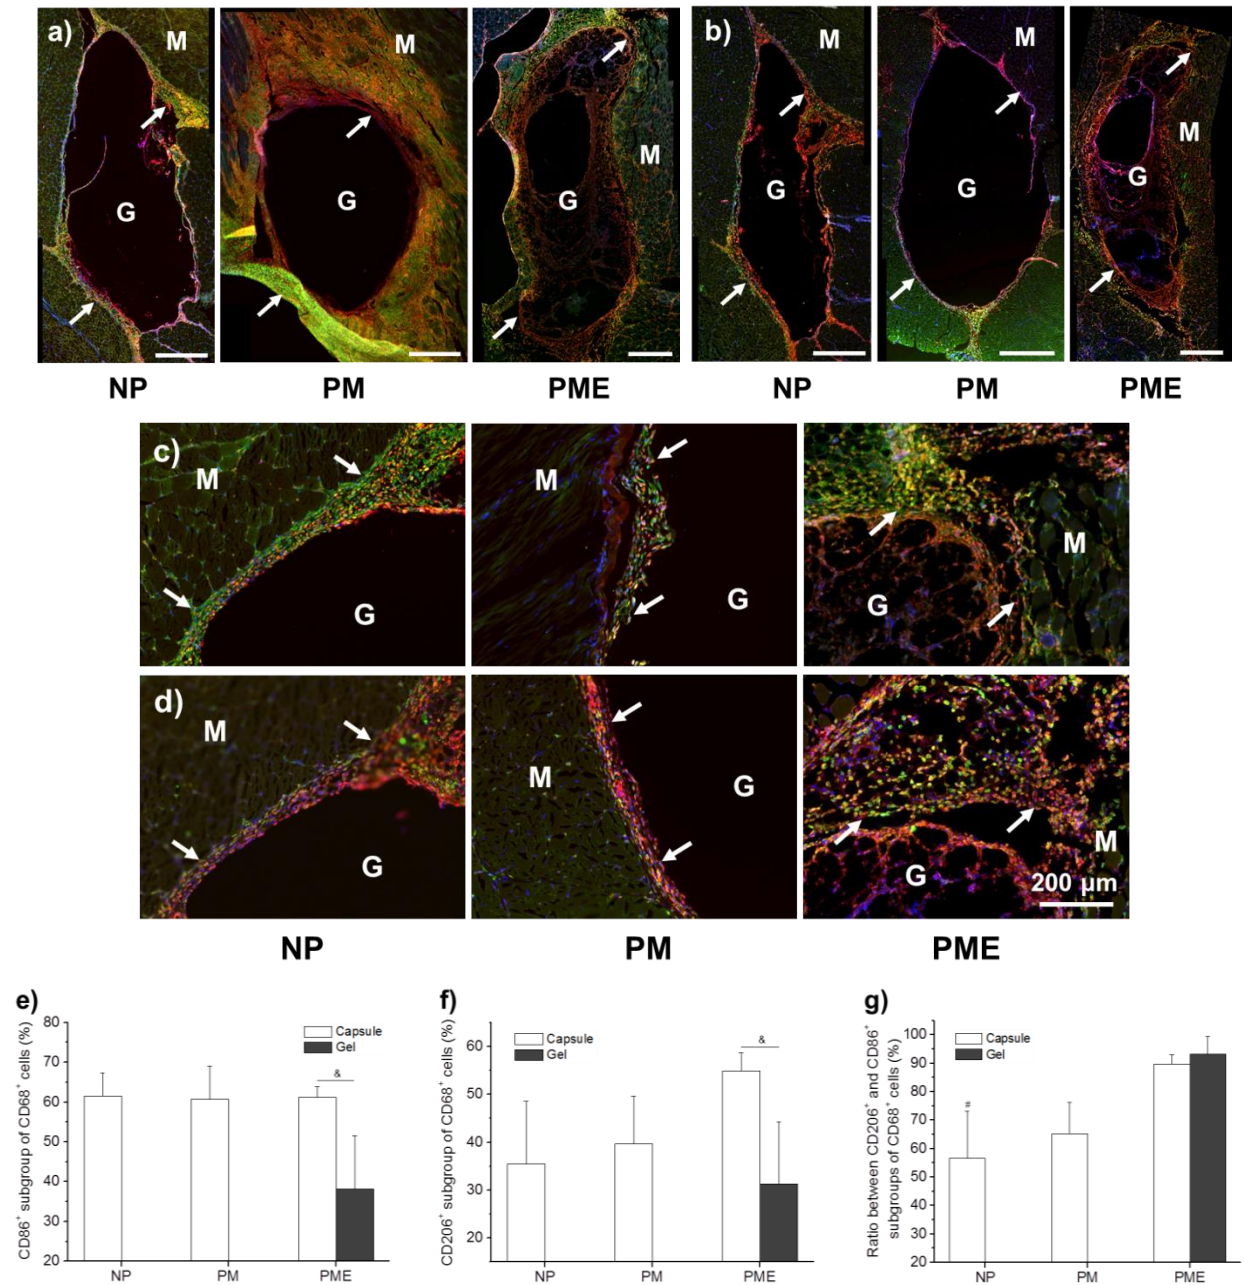 a)
M
G
NP
M
G
PM
M
G
PME
b)
M
G
NP
M
G
PM
M
G
PME
c)
M
G
M
G
M
G
d)
M
G
M
G
M
G
200 µm
NP
PM
PME
e)
CD86⁺ subgroup of CD68⁺ cells (%)
80
70
60
50
40
30
20
Capsule
Gel
&
NP
PM
PME
f)
CD206⁺ subgroup of CD68⁺ cells (%)
60
50
40
30
20
Capsule
Gel
&
NP
PM
PME
g)
Ratio between CD206⁺ and CD86⁺
subgroups of CD68⁺ cells (%)
100
90
80
70
60
50
40
30
20
Capsule
Gel
#
NP
PM
PME